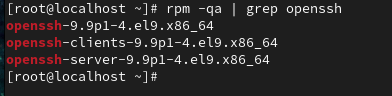 [root@localhost ~]# rpm -qa | grep openssh
openssh-9.9p1-4.el9.x86_64
openssh-clients-9.9p1-4.el9.x86_64
openssh-server-9.9p1-4.el9.x86_64
[root@localhost ~]#